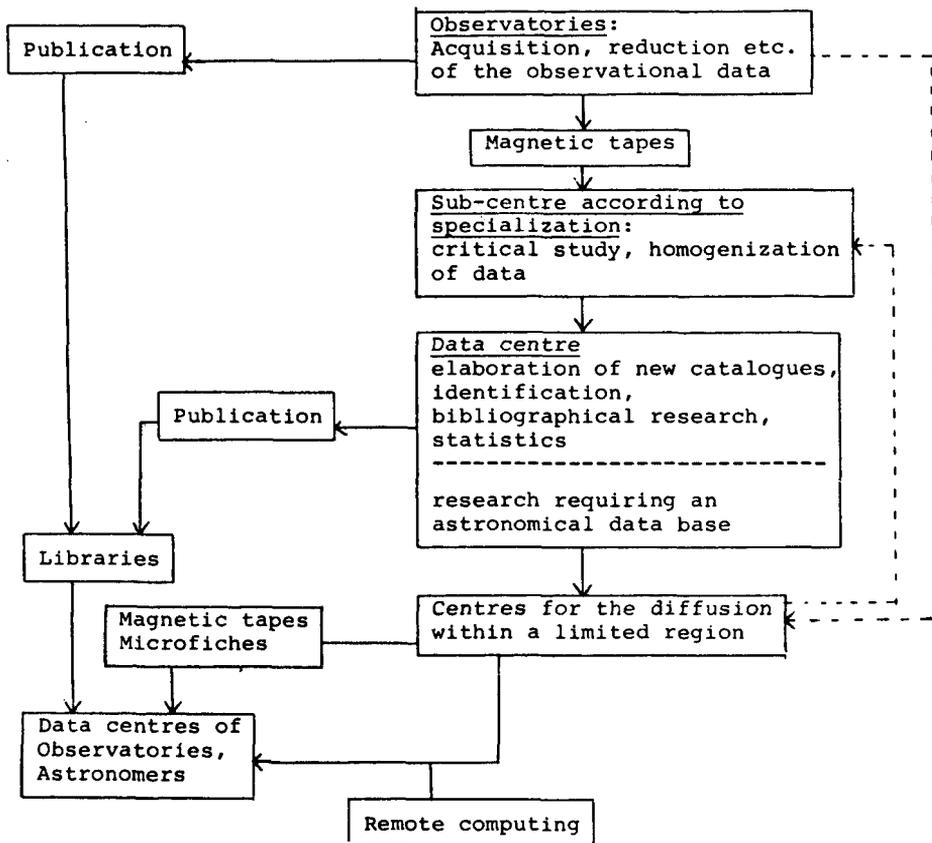 Publication
Observatories:
Acquisition, reduction etc.
of the observational data
Magnetic tapes
Sub-centre according to
specialization:
critical study, homogenization
of data
Data centre
elaboration of new catalogues,
identification,
bibliographical research,
statistics
research requiring an
astronomical data base
Publication
Libraries
Centres for the diffusion
within a limited region
Magnetic tapes
Microfiches
Data centres of
Observatories,
Astronomers
Remote computing